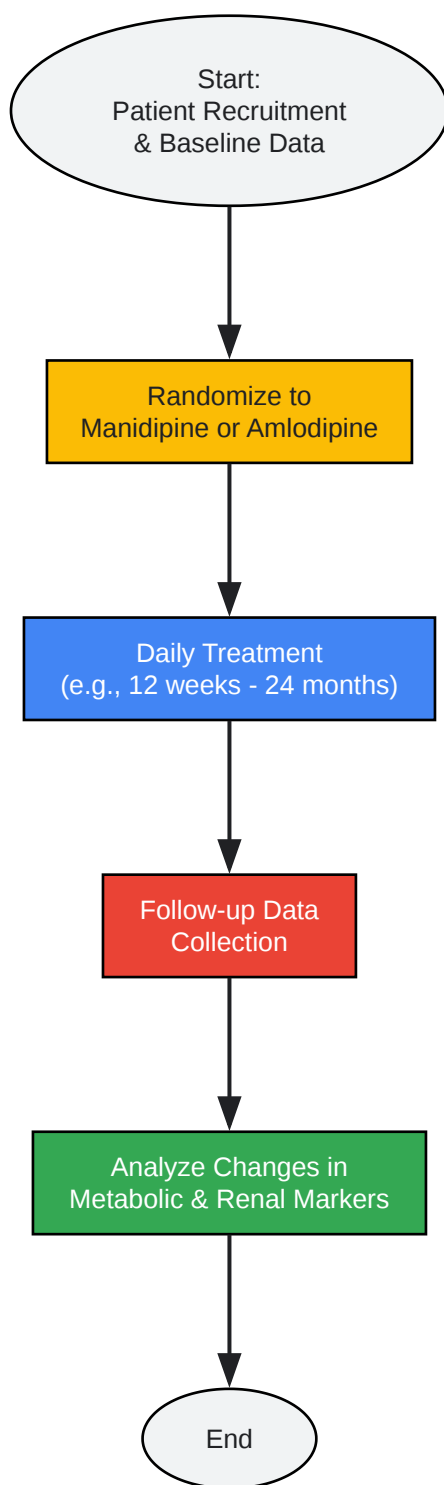 Start:
Patient Recruitment
& Baseline Data
Randomize to
Manidipine or Amlodipine
Daily Treatment
(e.g., 12 weeks - 24 months)
Follow-up Data
Collection
Analyze Changes in
Metabolic & Renal Markers
End